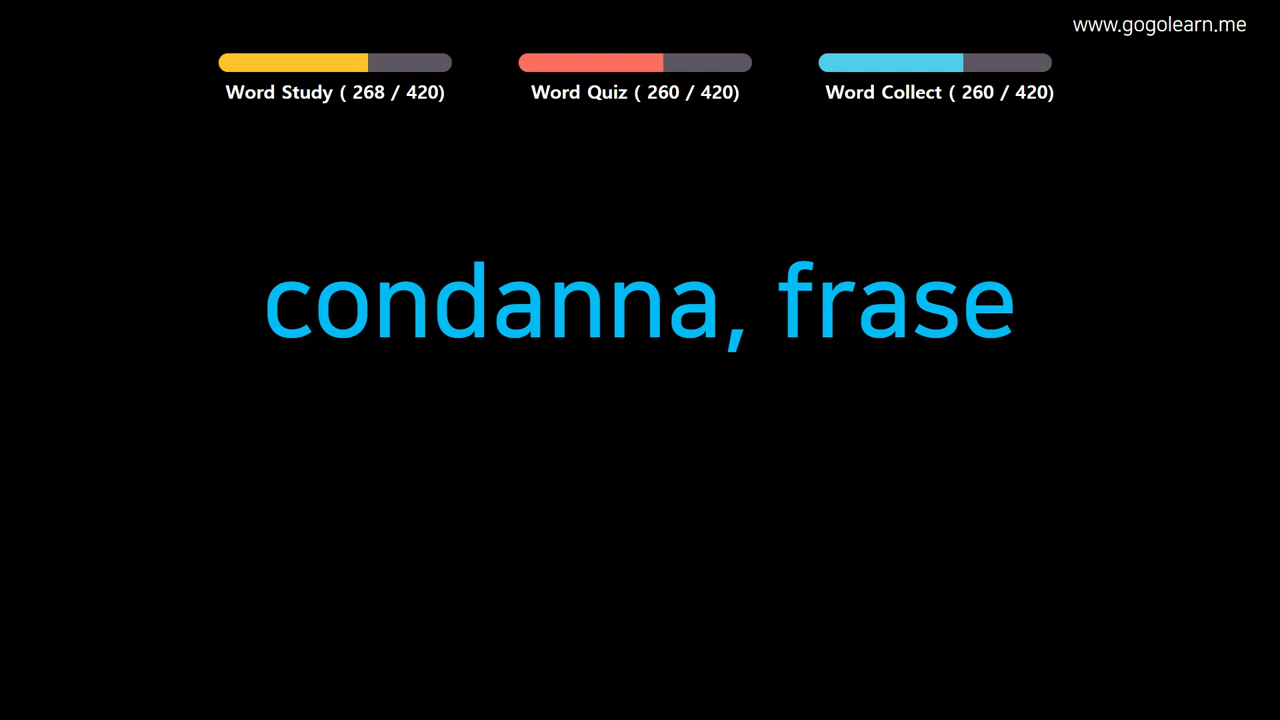 www.gogolearn.me
Word Study ( 268 / 420)
Word Quiz ( 260 / 420)
Word Collect ( 260 / 420)
condanna, frase